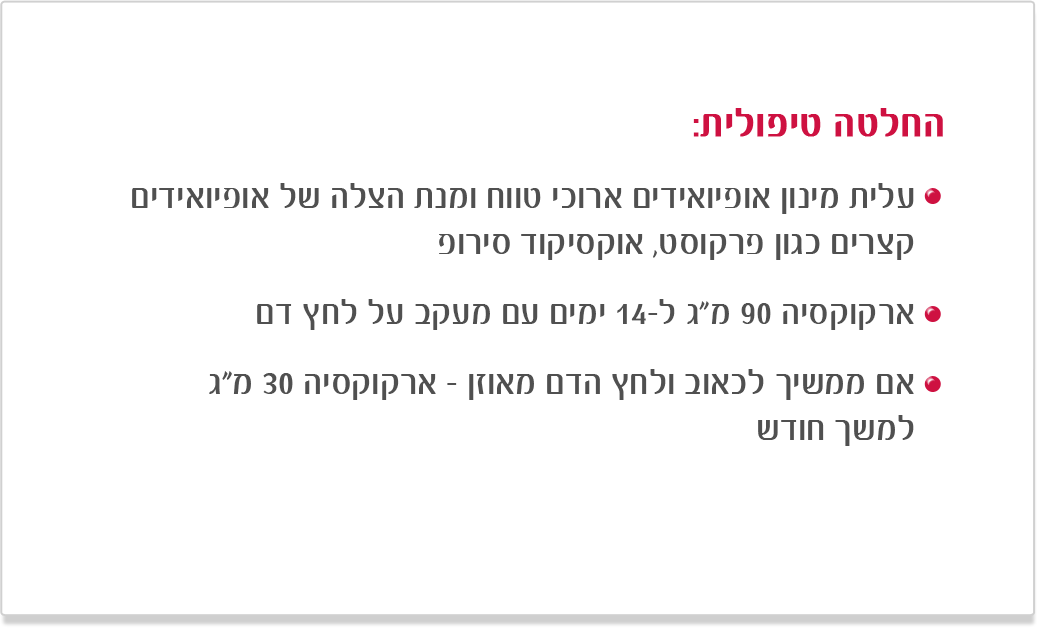 החלטה טיפולית:
עלית מינון אופיואידים ארוכי טווח ומנת הצלה של אופיואידים
קצרים כגון פרקוסט, אוקסיקוד סירופ
ארקוקסיה 90 מ"ג ל-14 ימים עם מעקב על לחץ דם
אם ממשיך לכאוב ולחץ הדם מאוזן - ארקוקסיה 30 מ"ג
למשך חודש